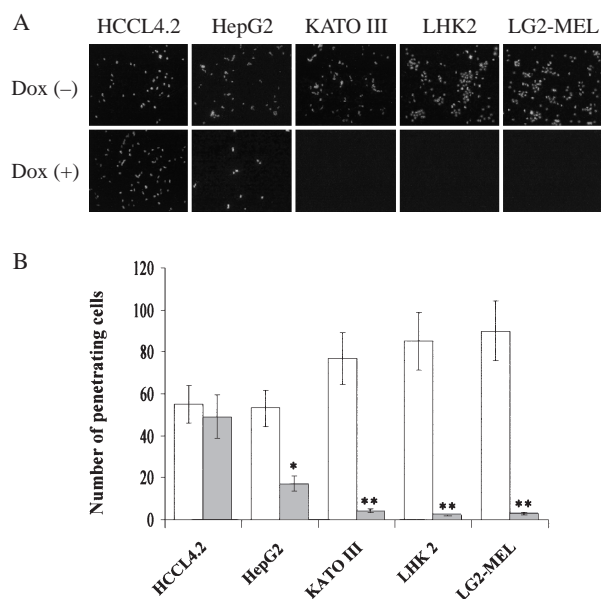 A
HCCL4.2 HepG2 KATO III LHK2 LG2-MEL
Dox (–)
Dox (+)
B
Number of penetrating cells
120
100
80
60
40
20
0
*
**
**
**
HCCL4.2
HepG2
KATO III
LHK 2
LG2-MEL